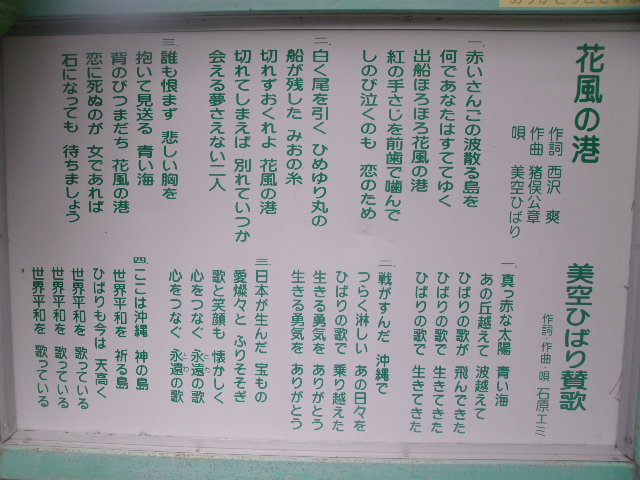 花風の港
作詞 西沢 爽
作曲 猪俣公章
唄 美空ひばり
一、赤いさんごの波散る島を
何であなたはすててゆく
出船ほろほろ花風の港
紅の手さじを前歯で噛んで
しのび泣くのも 恋のため
二、白く尾を引く ひめゆり丸の
船が残した みおの糸
切れずおくれよ 花風の港
切れてしまえば 別れていつか
会える夢さえない二人
三、誰も恨まず 悲しい胸を
抱いて見送る 青い海
背のびつまだち 花風の港
恋に死ぬのが 女であれば
石になっても 待ちましょう
美空ひばり賛歌
作詞 作曲 唄 石原エミ
一、真っ赤な太陽 青い海
あの丘越えて 波越えて
ひばりの歌が 飛んできた
ひばりの歌で 生きてきた
ひばりの歌で 生きてきた
二、戦がすんだ 沖縄で
つらく淋しい あの日々を
ひばりの歌で 乗り越えた
生きる勇気を ありがとう
生きる勇気を ありがとう
三、日本が生んだ 宝もの
愛燦々と ふりそそぎ
歌と笑顔も 懐かしく
心をつなぐ 永遠の歌
心をつなぐ 永遠の歌
四、ここは沖縄 神の島
世界平和を 祈る島
ひばりも今は 天高く
世界平和を 歌っている
世界平和を 歌っている
世界平和を 歌っている